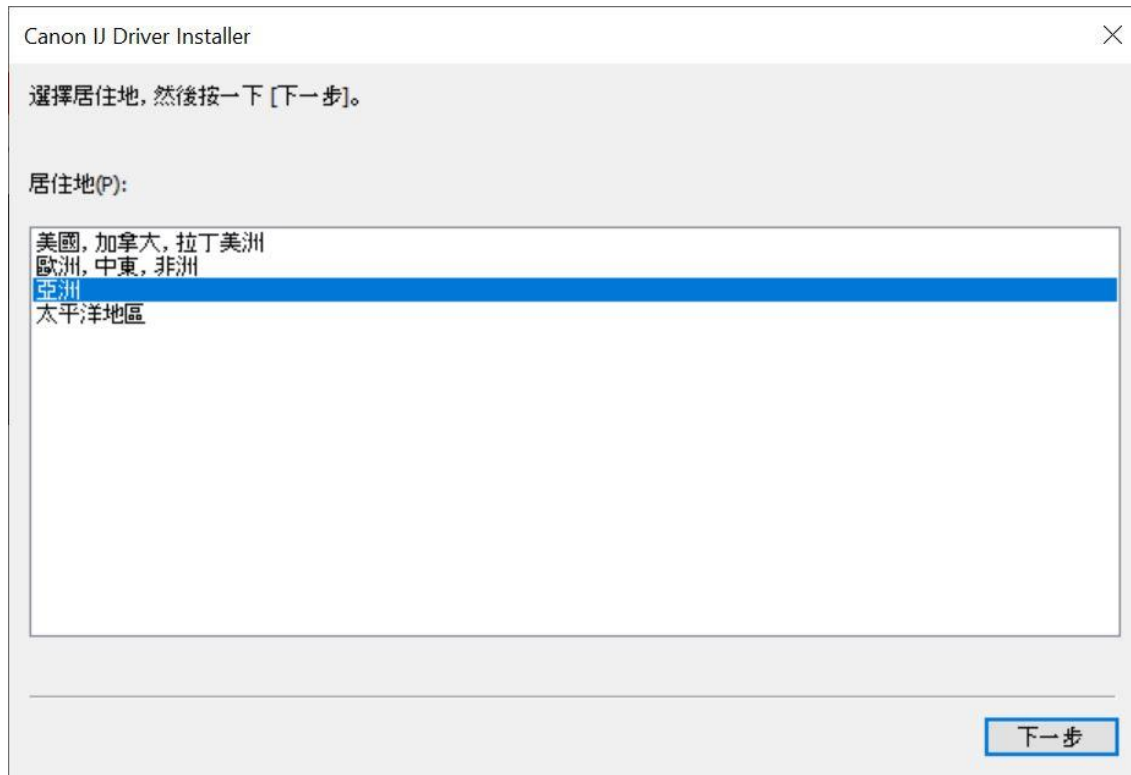 Canon IJ Driver Installer
選擇居住地, 然後按一下 [下一步]。
居住地(P):
美國, 加拿大, 拉丁美洲
歐洲, 中東, 非洲
亞洲
太平洋地區
下一步